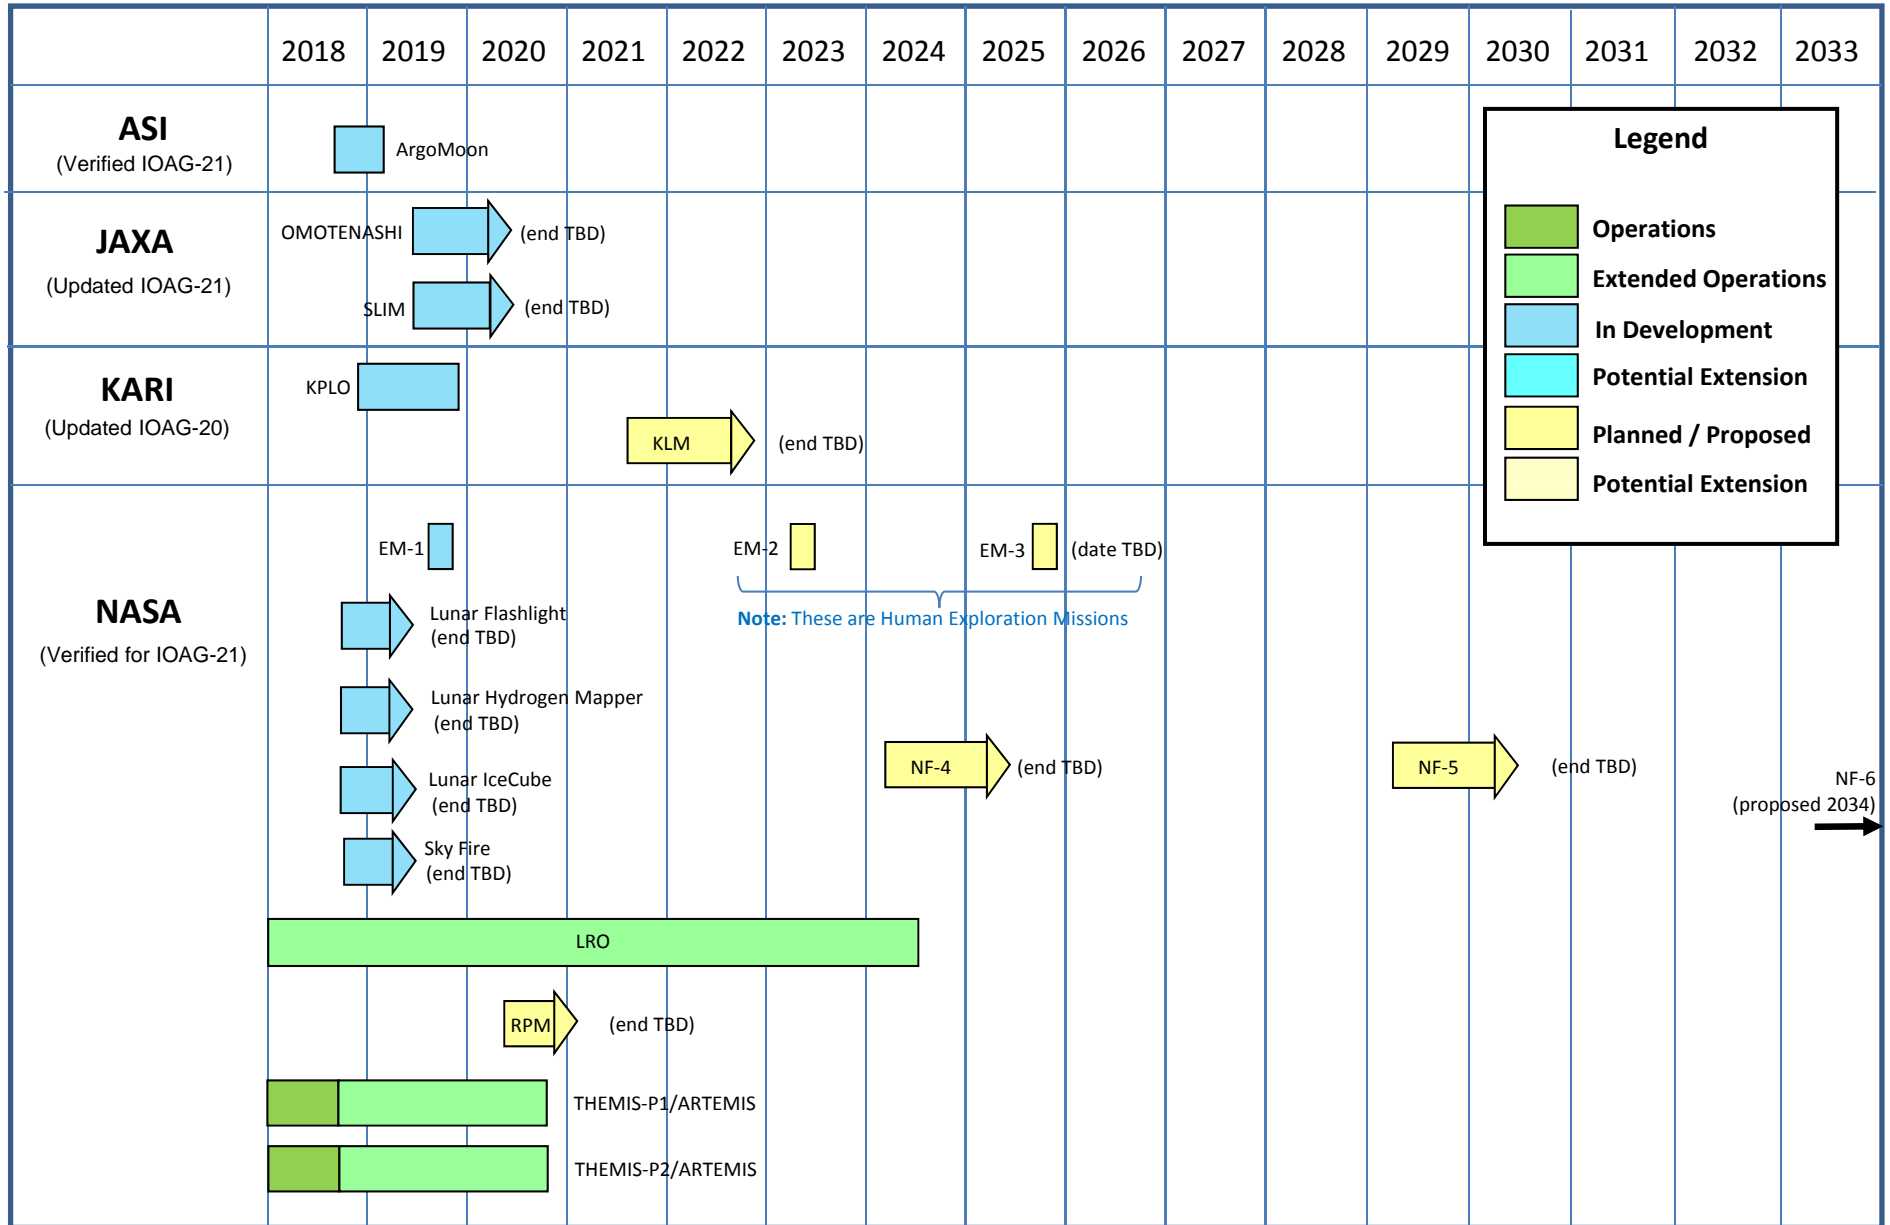 2018 2019 2020 2021 2022 2023 2024 2025 2026 2027 2028 2029 2030 2031 2032 2033
ASI
(Verified IOAG-21)
ArgoMoon
JAXA
(Updated IOAG-21)
OMOTENASHI
(end TBD)
SLIM
(end TBD)
KARI
(Updated IOAG-20)
KPLO
KLM
(end TBD)
NASA
(Verified for IOAG-21)
EM-1
EM-2
EM-3
(date TBD)
Note: These are Human Exploration Missions
Lunar Flashlight
(end TBD)
Lunar Hydrogen Mapper
(end TBD)
Lunar IceCube
(end TBD)
Sky Fire
(end TBD)
NF-4
(end TBD)
NF-5
(end TBD)
NF-6
(proposed 2034)
LRO
RPM
(end TBD)
THEMIS-P1/ARTEMIS
THEMIS-P2/ARTEMIS
Legend
Operations
Extended Operations
In Development
Potential Extension
Planned / Proposed
Potential Extension